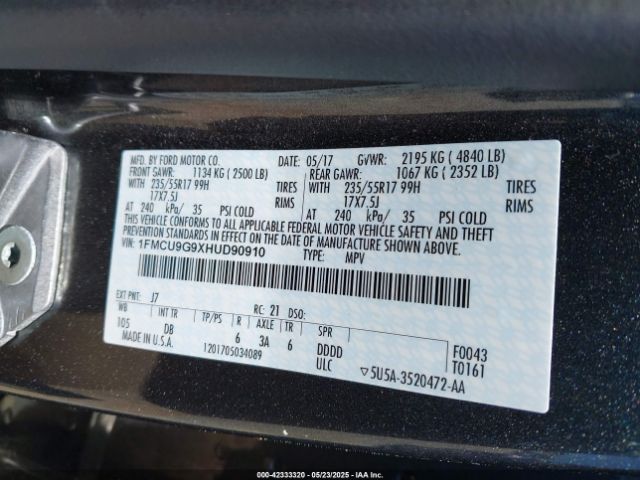 MFD. BY FORD MOTOR CO.
DATE: 05/17 GVWR: 2195 KG ( 4840 LB)
FRONT GAWR: 1134 KG ( 2500 LB)
REAR GAWR: 1067 KG ( 2352 LB)
WITH 235/55R17 99H TIRES
WITH 235/55R17 99H TIRES
17X7.5J RIMS
17X7.5J RIMS
AT 240 kPa/ 35 PSI COLD
AT 240 kPa/ 35 PSI COLD
THIS VEHICLE CONFORMS TO ALL APPLICABLE FEDERAL MOTOR VEHICLE SAFETY AND THEFT
PREVENTION STANDARDS IN EFFECT ON THE DATE OF MANUFACTURE SHOWN ABOVE.
VIN: 1FMCU9G9XHUD90910
TYPE: MPV
EXT PNT: J7 RC: 21 DSO:
WB INT TR TP/PS R AXLE TR SPR
105 DB 6 3A 6 DDDD F0043
MADE IN U.S.A. 1201705034089 ULC T0161
▽5U5A-3520472-AA
000-42333320 | 05/23/2025 - IAA, Inc.